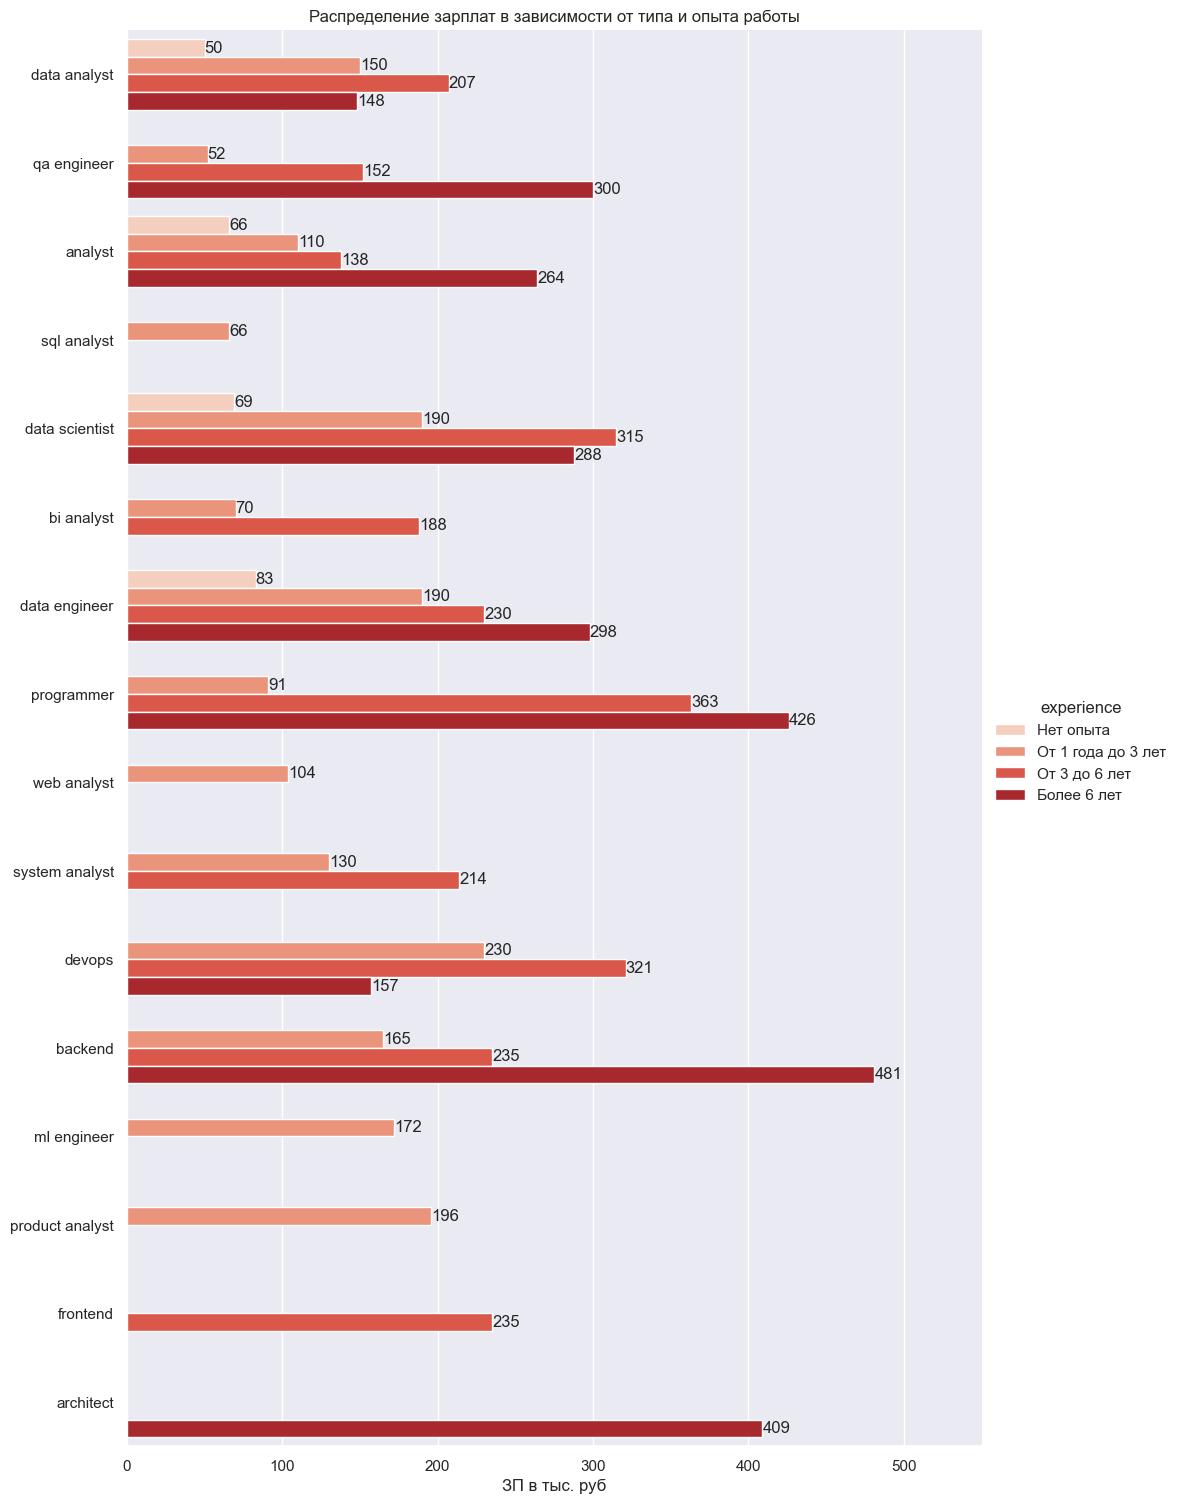 Распределение зарплат в зависимости от типа и опыта работы
data analyst
50
150
207
148
qa engineer
52
152
300
analyst
66
110
138
264
sql analyst
66
data scientist
69
190
315
288
bi analyst
70
188
data engineer
83
190
230
298
programmer
91
363
426
web analyst
104
system analyst
130
214
devops
230
321
157
backend
165
235
481
ml engineer
172
product analyst
196
frontend
235
architect
409
0 100 200 300 400 500
ЗП в тыс. руб
experience
Нет опыта
От 1 года до 3 лет
От 3 до 6 лет
Более 6 лет